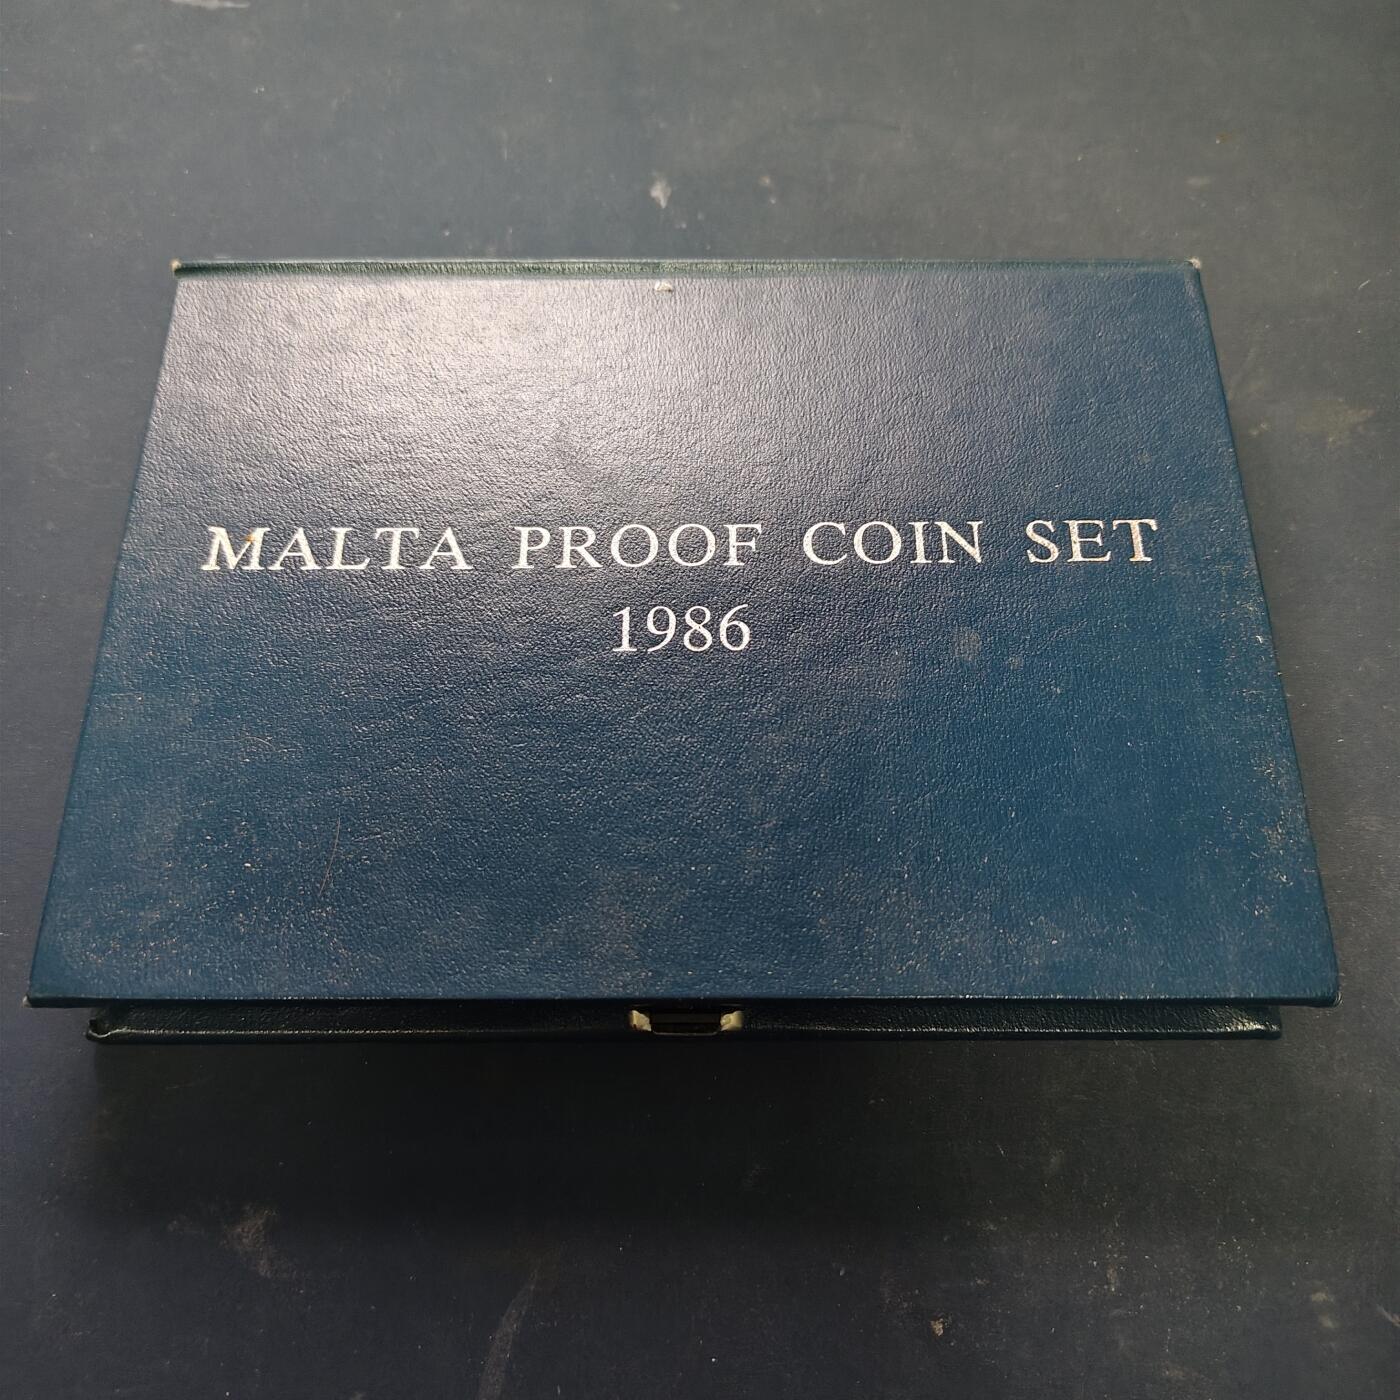 MALTA PROOF COIN SET
1986